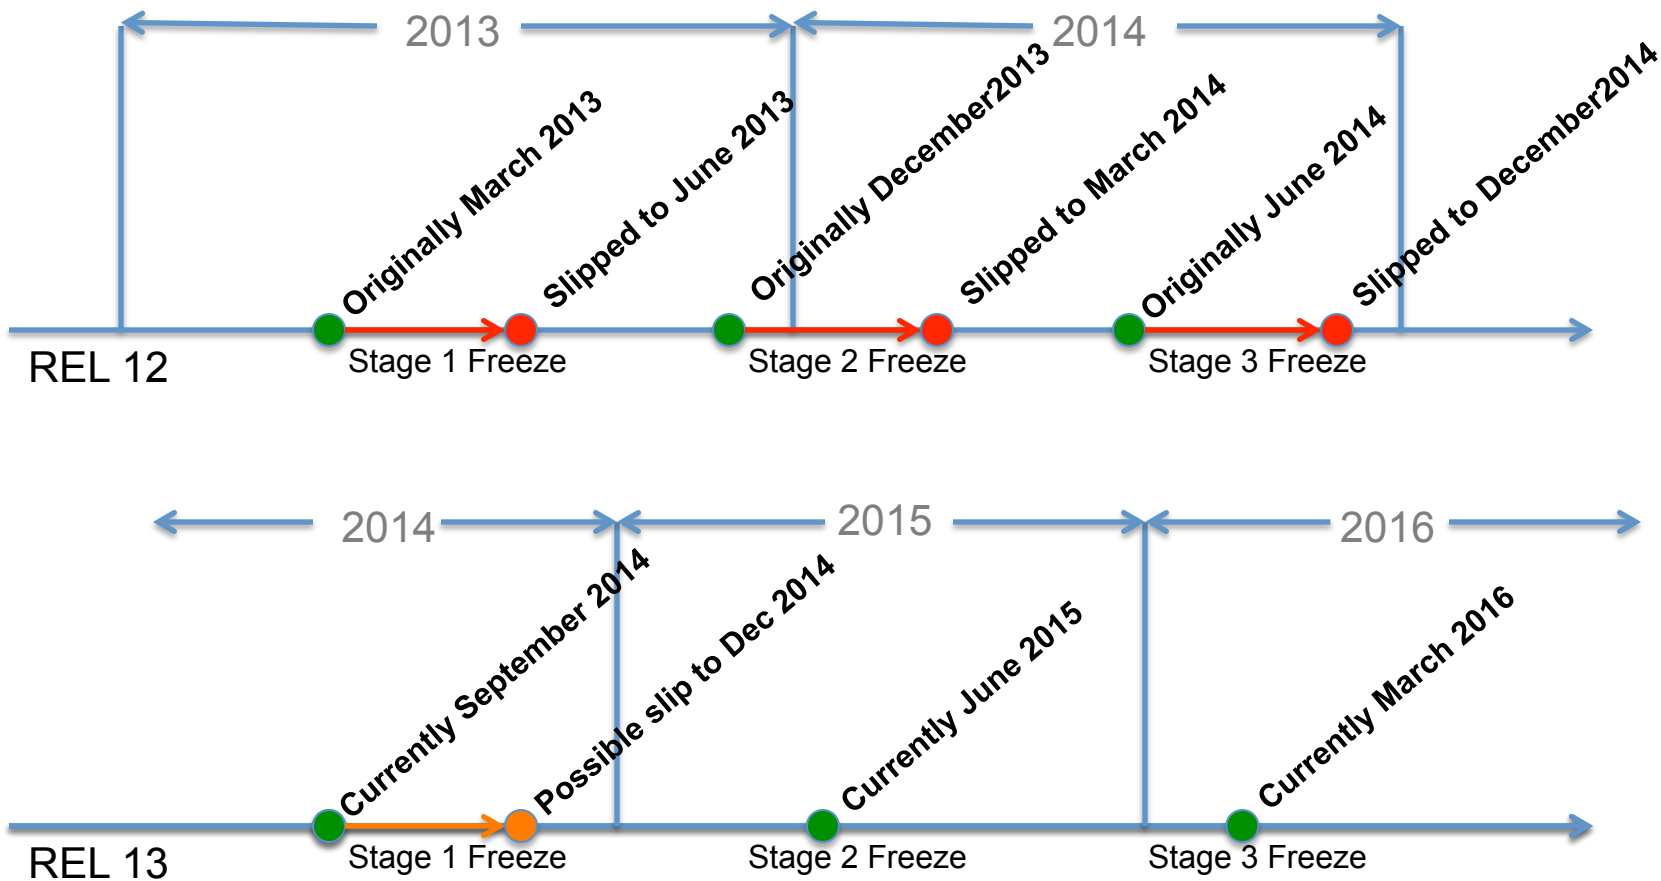 2013
2014
Originally March 2013
Slipped to June 2013
Originally December2013
Slipped to March 2014
Originally June 2014
Slipped to December2014
REL 12
Stage 1 Freeze
Stage 2 Freeze
Stage 3 Freeze
2014
2015
2016
Currently September 2014
Possible slip to Dec 2014
Currently June 2015
Currently March 2016
REL 13
Stage 1 Freeze
Stage 2 Freeze
Stage 3 Freeze